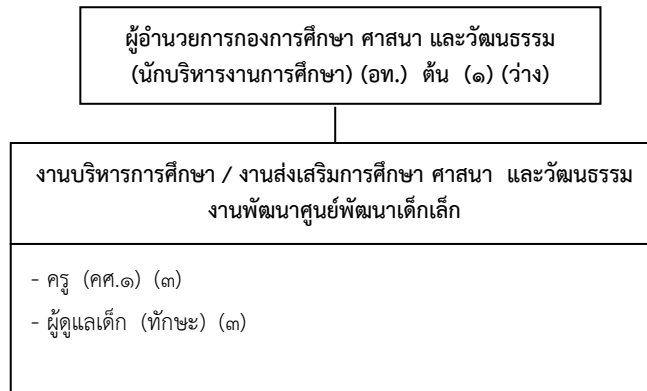 ผู้อำนวยการกองการศึกษา ศาสนา และวัฒนธรรม
(นักบริหารงานการศึกษา) (อท.) ต้น (๑) (ว่าง)
งานบริหารการศึกษา / งานส่งเสริมการศึกษา ศาสนา และวัฒนธรรม
งานพัฒนาศูนย์พัฒนาเด็กเล็ก
- ครู (คศ.๑) (๓)
- ผู้ดูแลเด็ก (ทักษะ) (๓)